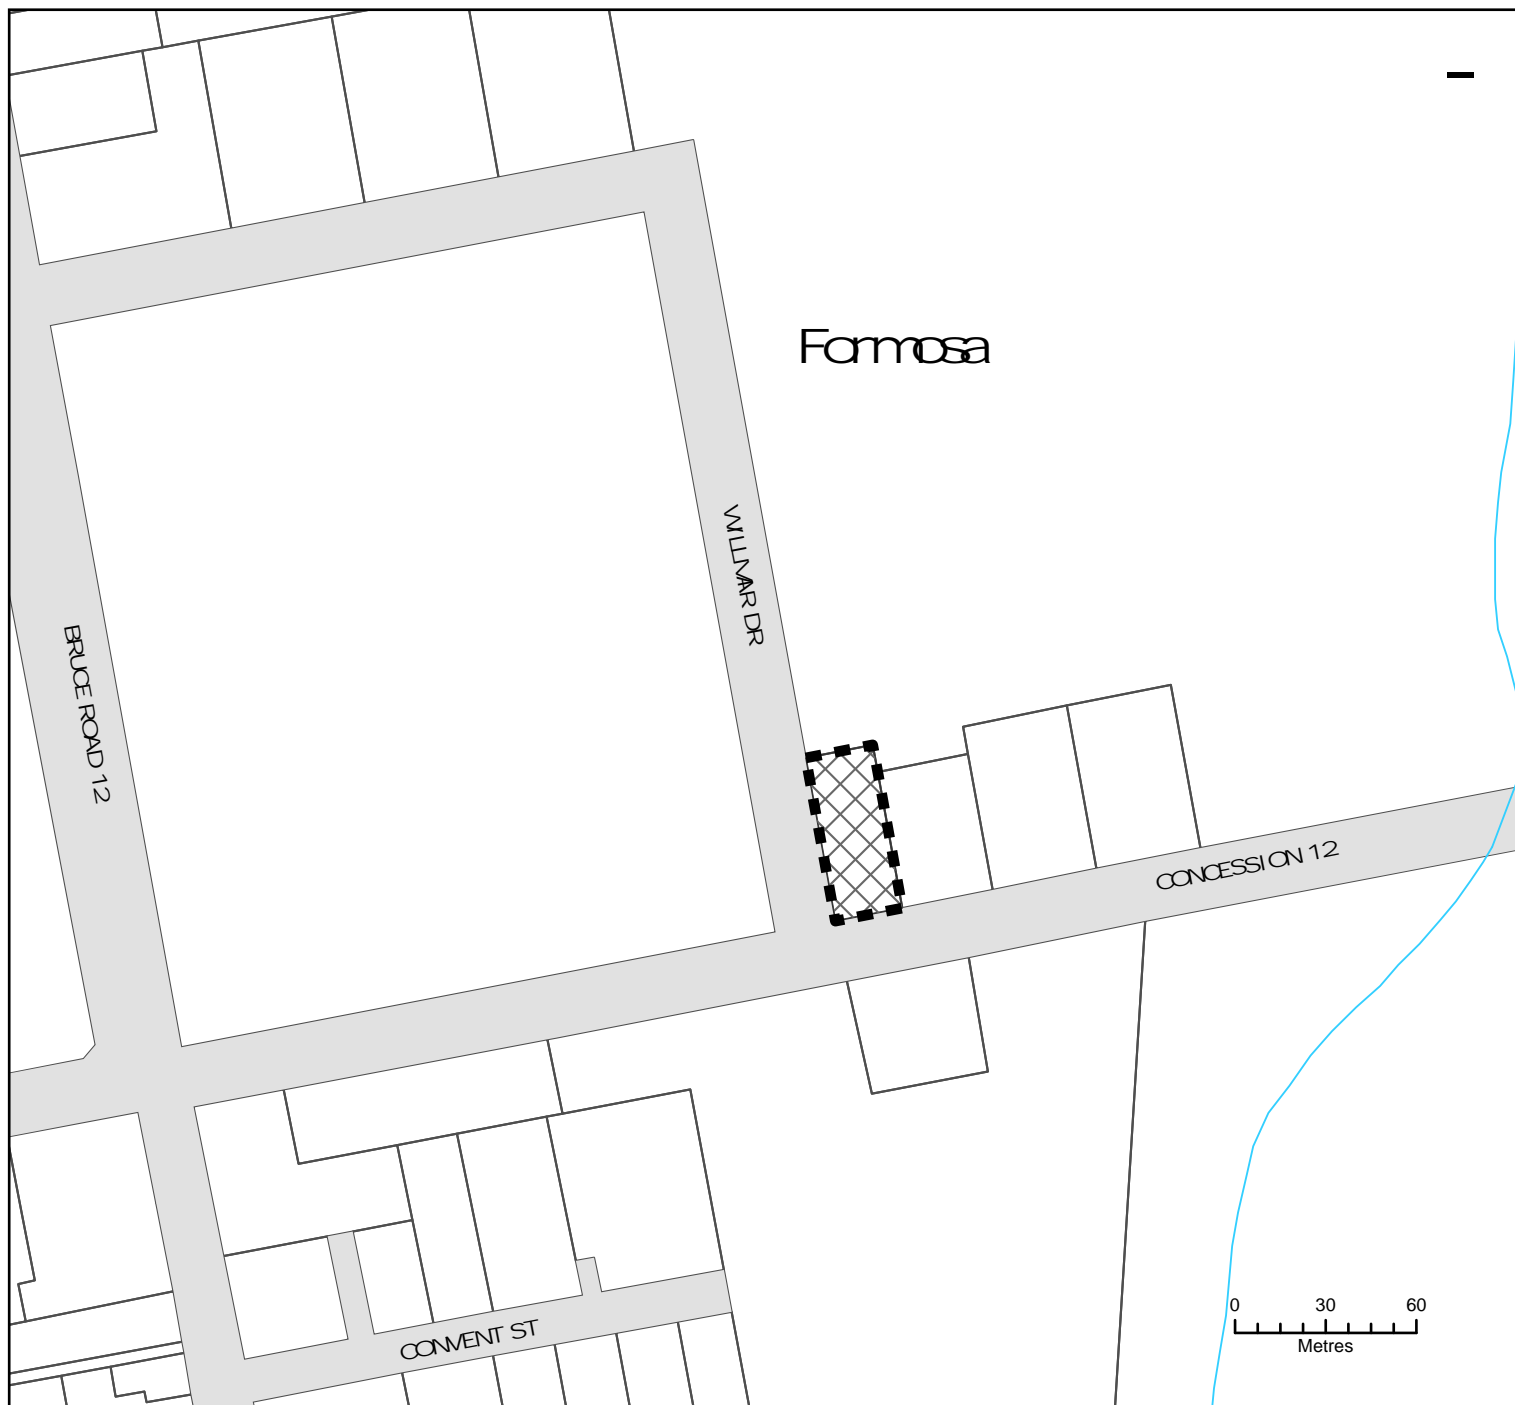 Formosa
WILLMAR DR
BRUCE ROAD 12
CONCESSION 12
CONVENT ST
0 30 60
Metres